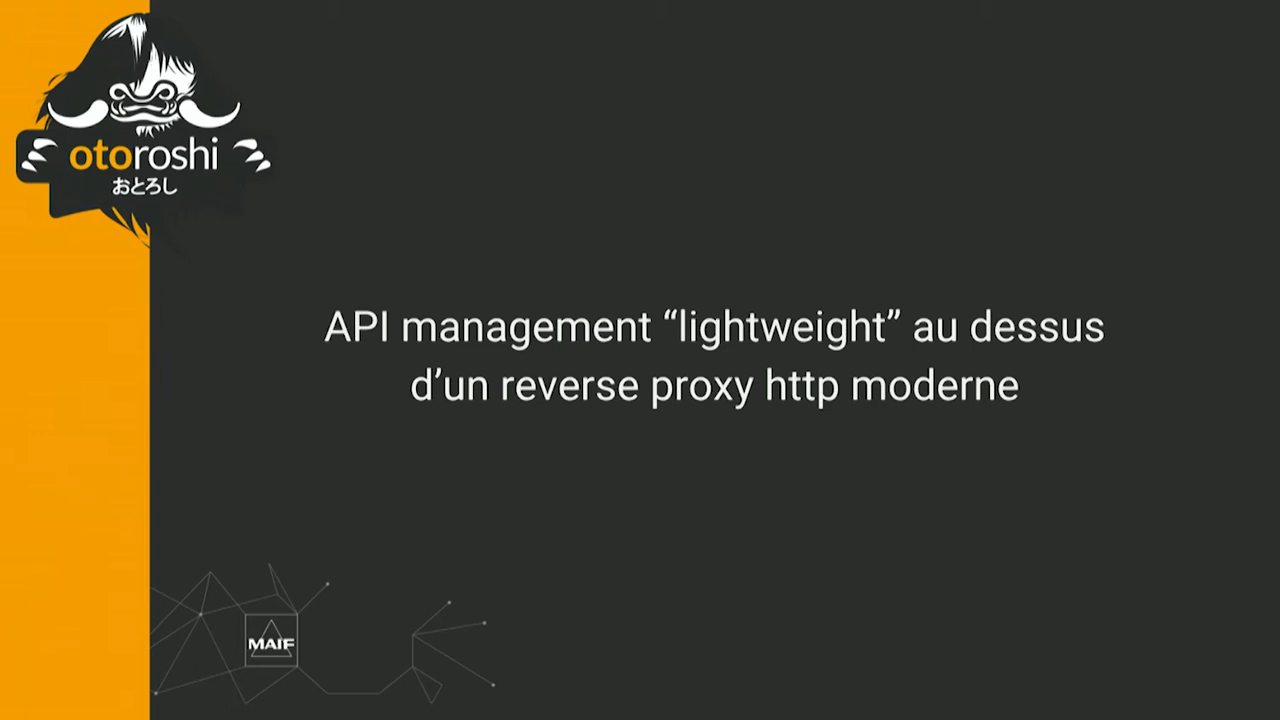 otoroshi
おとろし
API management “lightweight” au dessus
d’un reverse proxy http moderne
MAIF